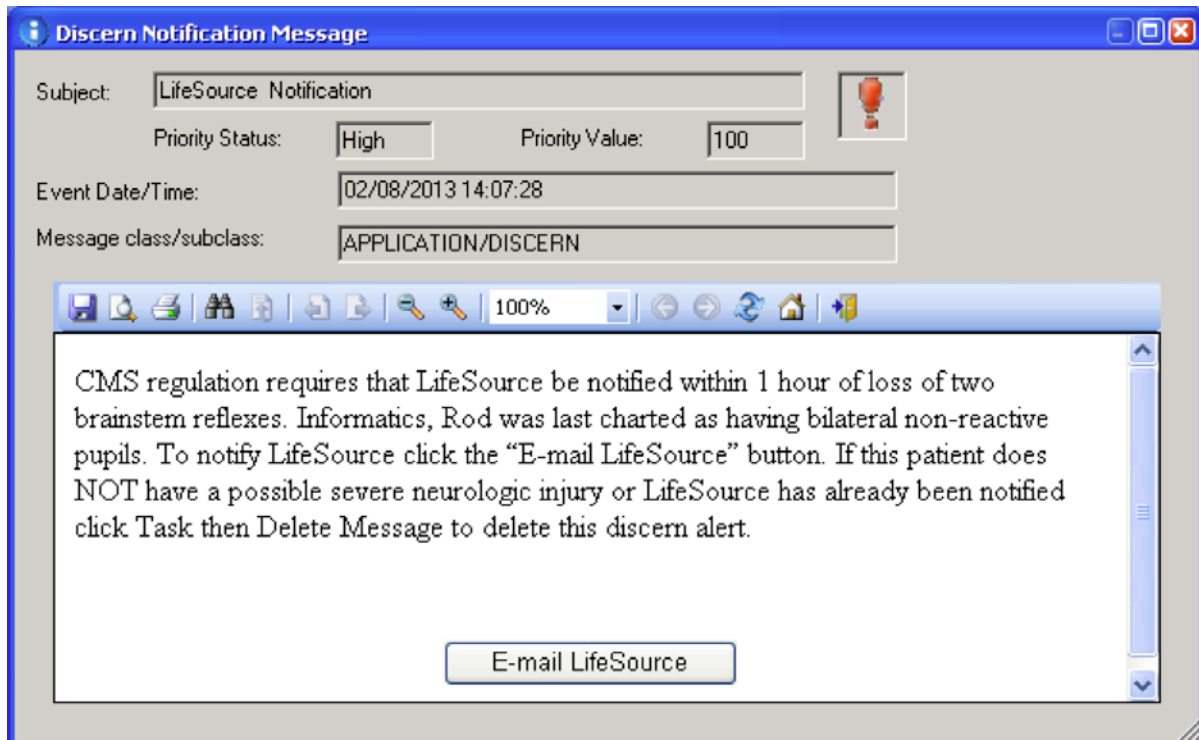 Discern Notification Message
Subject: LifeSource Notification
Priority Status: High Priority Value: 100
Event Date/Time: 02/08/2013 14:07:28
Message class/subclass: APPLICATION/DISCERN
100%
CMS regulation requires that LifeSource be notified within 1 hour of loss of two
brainstem reflexes. Informatics, Rod was last charted as having bilateral non-reactive
pupils. To notify LifeSource click the “E-mail LifeSource” button. If this patient does
NOT have a possible severe neurologic injury or LifeSource has already been notified
click Task then Delete Message to delete this discern alert.
E-mail LifeSource